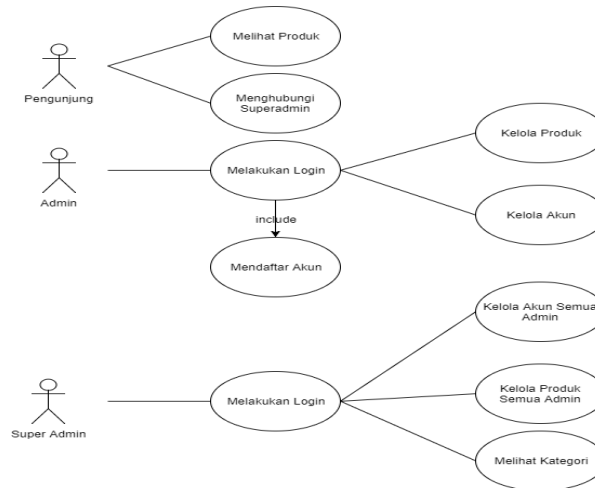 Melihat Produk
Pengunjung
Menghubungi
Superadmin
Kelola Produk
Admin
Melakukan Login
include
Kelola Akun
Mendaftar Akun
Kelola Akun Semua
Admin
Super Admin
Melakukan Login
Kelola Produk
Semua Admin
Melihat Kategori